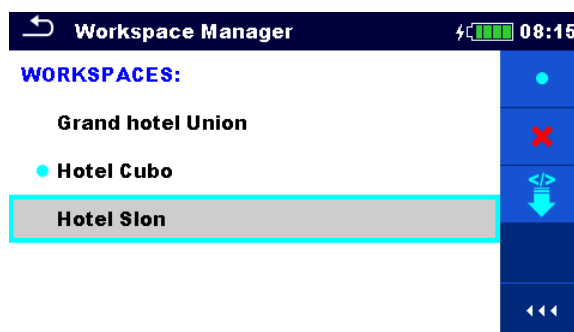 Workspace Manager 08:15
WORKSPACES:
Grand hotel Union
Hotel Cubo
</>
Hotel Slon